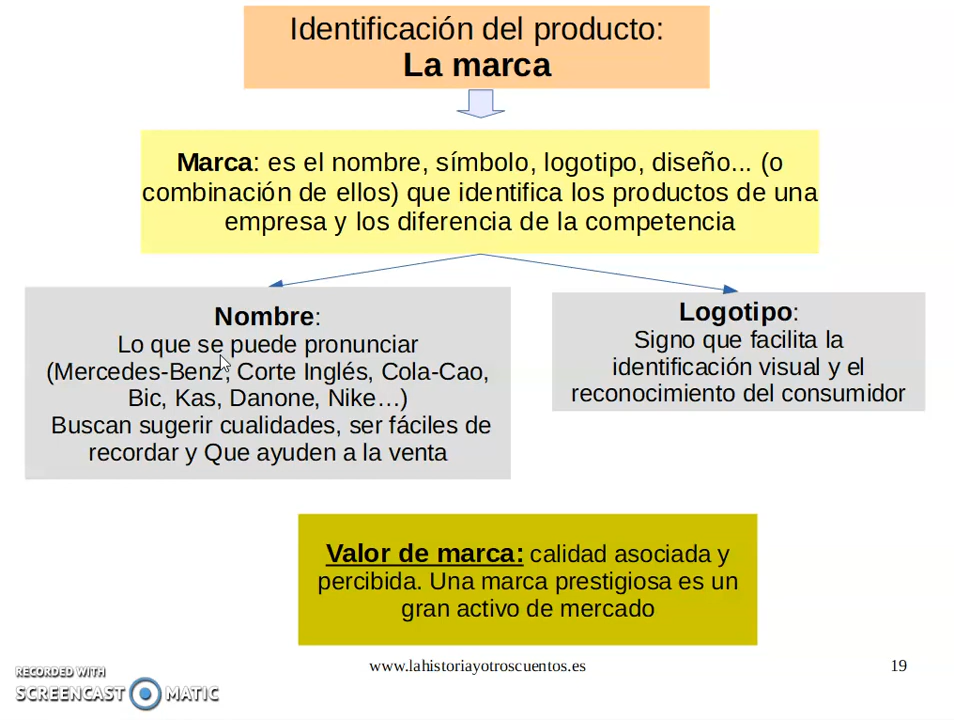 Identificación del producto:
La marca
Marca: es el nombre, símbolo, logotipo, diseño... (o
combinación de ellos) que identifica los productos de una
empresa y los diferencia de la competencia
Nombre:
Lo que se puede pronunciar
(Mercedes-Benz, Corte Inglés, Cola-Cao,
Bic, Kas, Danone, Nike…)
Buscan sugerir cualidades, ser fáciles de
recordar y Que ayuden a la venta
Logotipo:
Signo que facilita la
identificación visual y el
reconocimiento del consumidor
Valor de marca: calidad asociada y
percibida. Una marca prestigiosa es un
gran activo de mercado
www.lahistoriayotroscuentos.es
19
RECORDED WITH
SCREENCAST MATIC